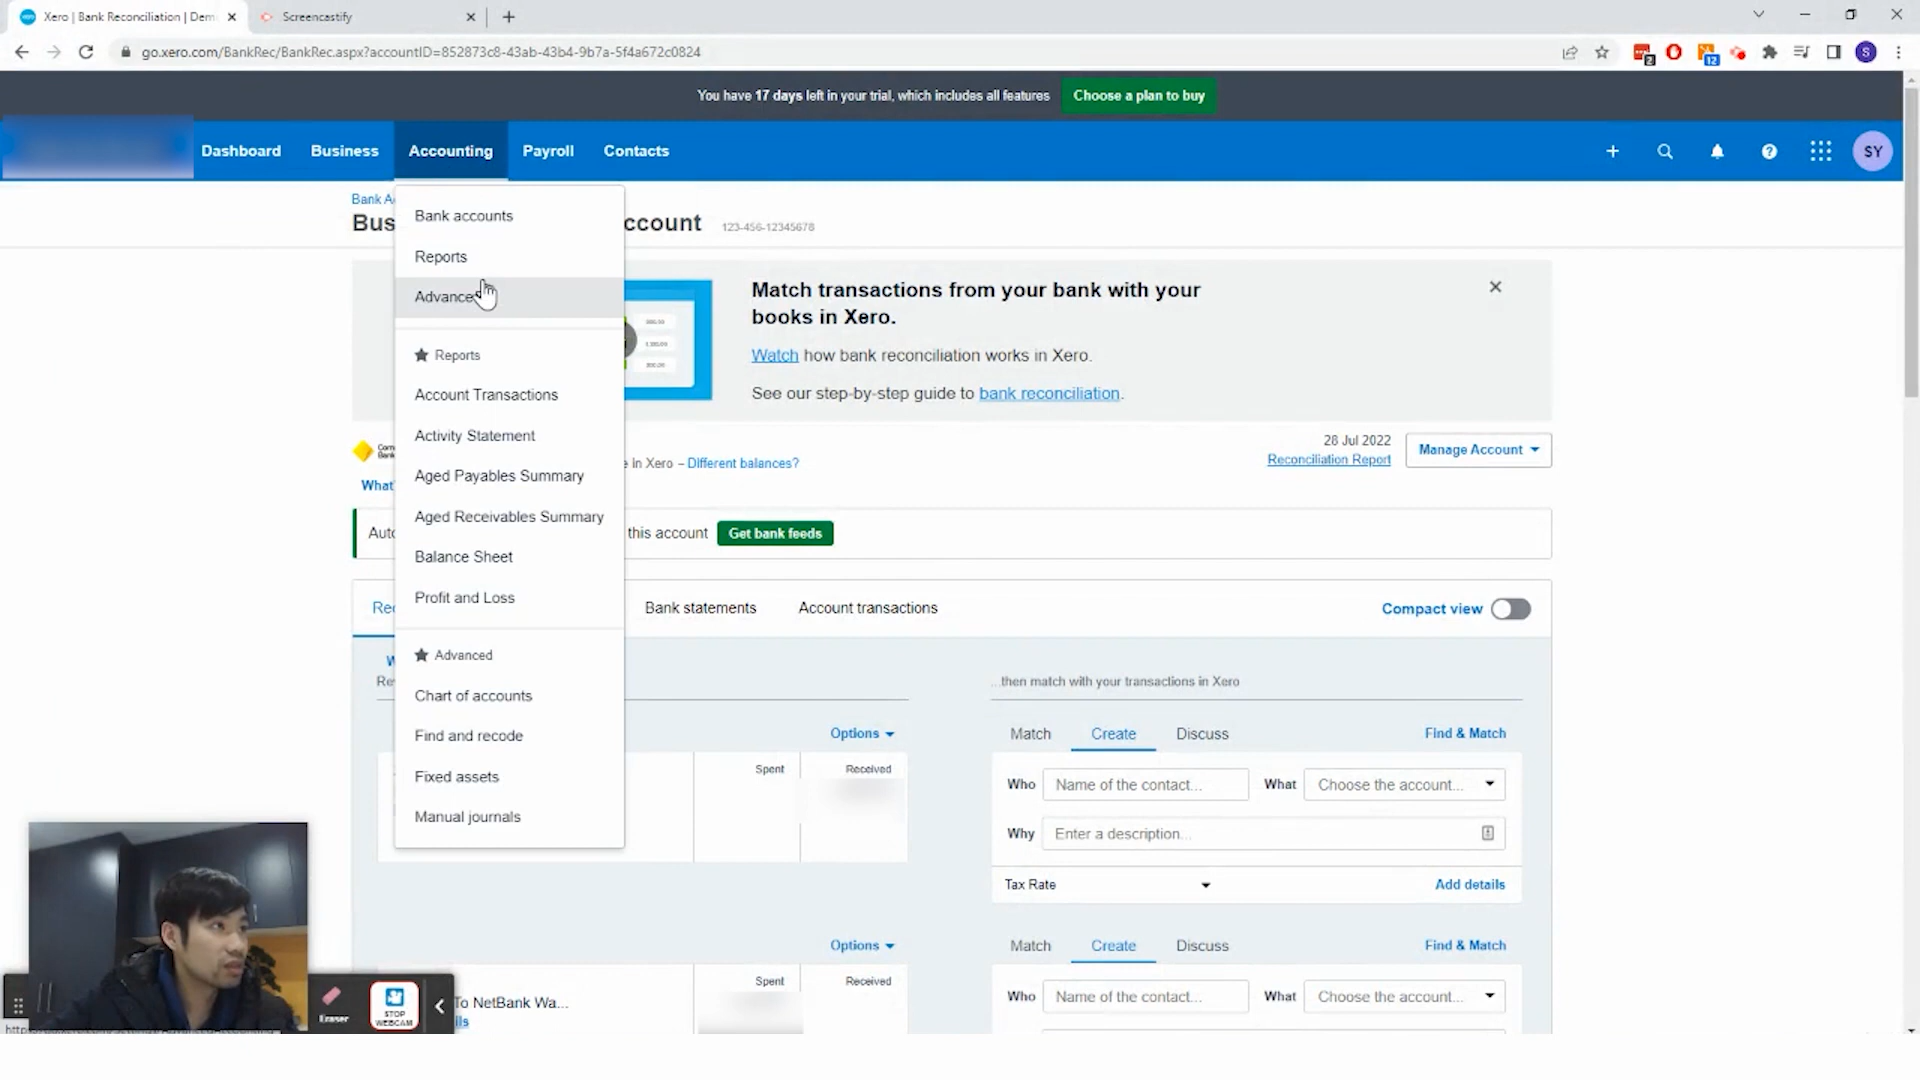 Xero | Bank Reconciliation | Dem
Screencastify
go.xero.com/BankRec/BankRec.aspx?accountID=852873c8-43ab-43b4-9b7a-5f4a672c0824
2
12
S
You have 17 days left in your trial, which includes all features
Choose a plan to buy
Dashboard
Business
Accounting
Payroll
Contacts
SY
Bank A
Bus
ccount
123-456-12345678
Bank accounts
Reports
Advance
Reports
Account Transactions
Activity Statement
Aged Payables Summary
Aged Receivables Summary
Balance Sheet
Profit and Loss
Advanced
Chart of accounts
Find and recode
Fixed assets
Manual journals
Match transactions from your bank with your
books in Xero.
Watch how bank reconciliation works in Xero.
See our step-by-step guide to bank reconciliation.
e in Xero – Different balances?
28 Jul 2022
Reconciliation Report
Manage Account
What'
Auto
this account
Get bank feeds
Rec
Bank statements
Account transactions
Compact view
W
Rev
...then match with your transactions in Xero
Options
Match
Create
Discuss
Find & Match
Spent
Received
Who
Name of the contact...
What
Choose the account...
Why
Enter a description...
Tax Rate
Add details
Options
Match
Create
Discuss
Find & Match
Spent
Received
To NetBank Wa...
ils
Who
Name of the contact...
What
Choose the account...
Eraser
STOP
WEBCAM